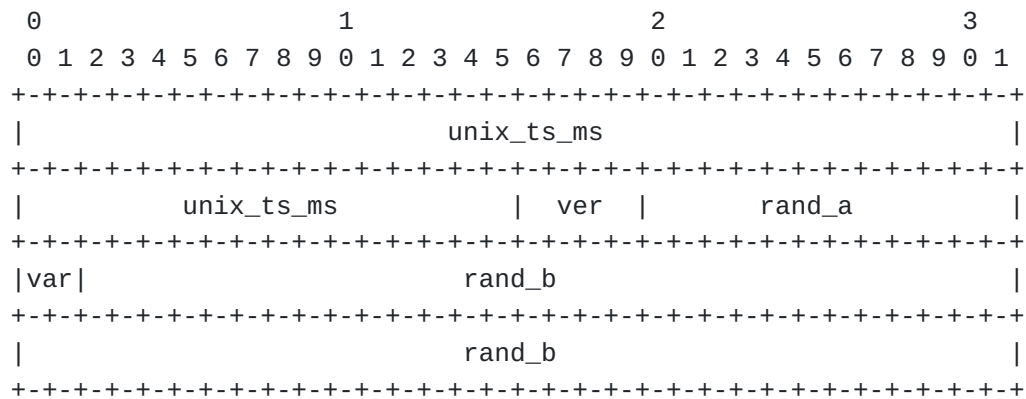 0                   1                   2                   3
 0 1 2 3 4 5 6 7 8 9 0 1 2 3 4 5 6 7 8 9 0 1 2 3 4 5 6 7 8 9 0 1
+-+-+-+-+-+-+-+-+-+-+-+-+-+-+-+-+-+-+-+-+-+-+-+-+-+-+-+-+-+-+-+-+
|                           unix_ts_ms                          |
+-+-+-+-+-+-+-+-+-+-+-+-+-+-+-+-+-+-+-+-+-+-+-+-+-+-+-+-+-+-+-+-+
|          unix_ts_ms           |  ver  |       rand_a          |
+-+-+-+-+-+-+-+-+-+-+-+-+-+-+-+-+-+-+-+-+-+-+-+-+-+-+-+-+-+-+-+-+
|var|                        rand_b                             |
+-+-+-+-+-+-+-+-+-+-+-+-+-+-+-+-+-+-+-+-+-+-+-+-+-+-+-+-+-+-+-+-+
|                            rand_b                             |
+-+-+-+-+-+-+-+-+-+-+-+-+-+-+-+-+-+-+-+-+-+-+-+-+-+-+-+-+-+-+-+-+